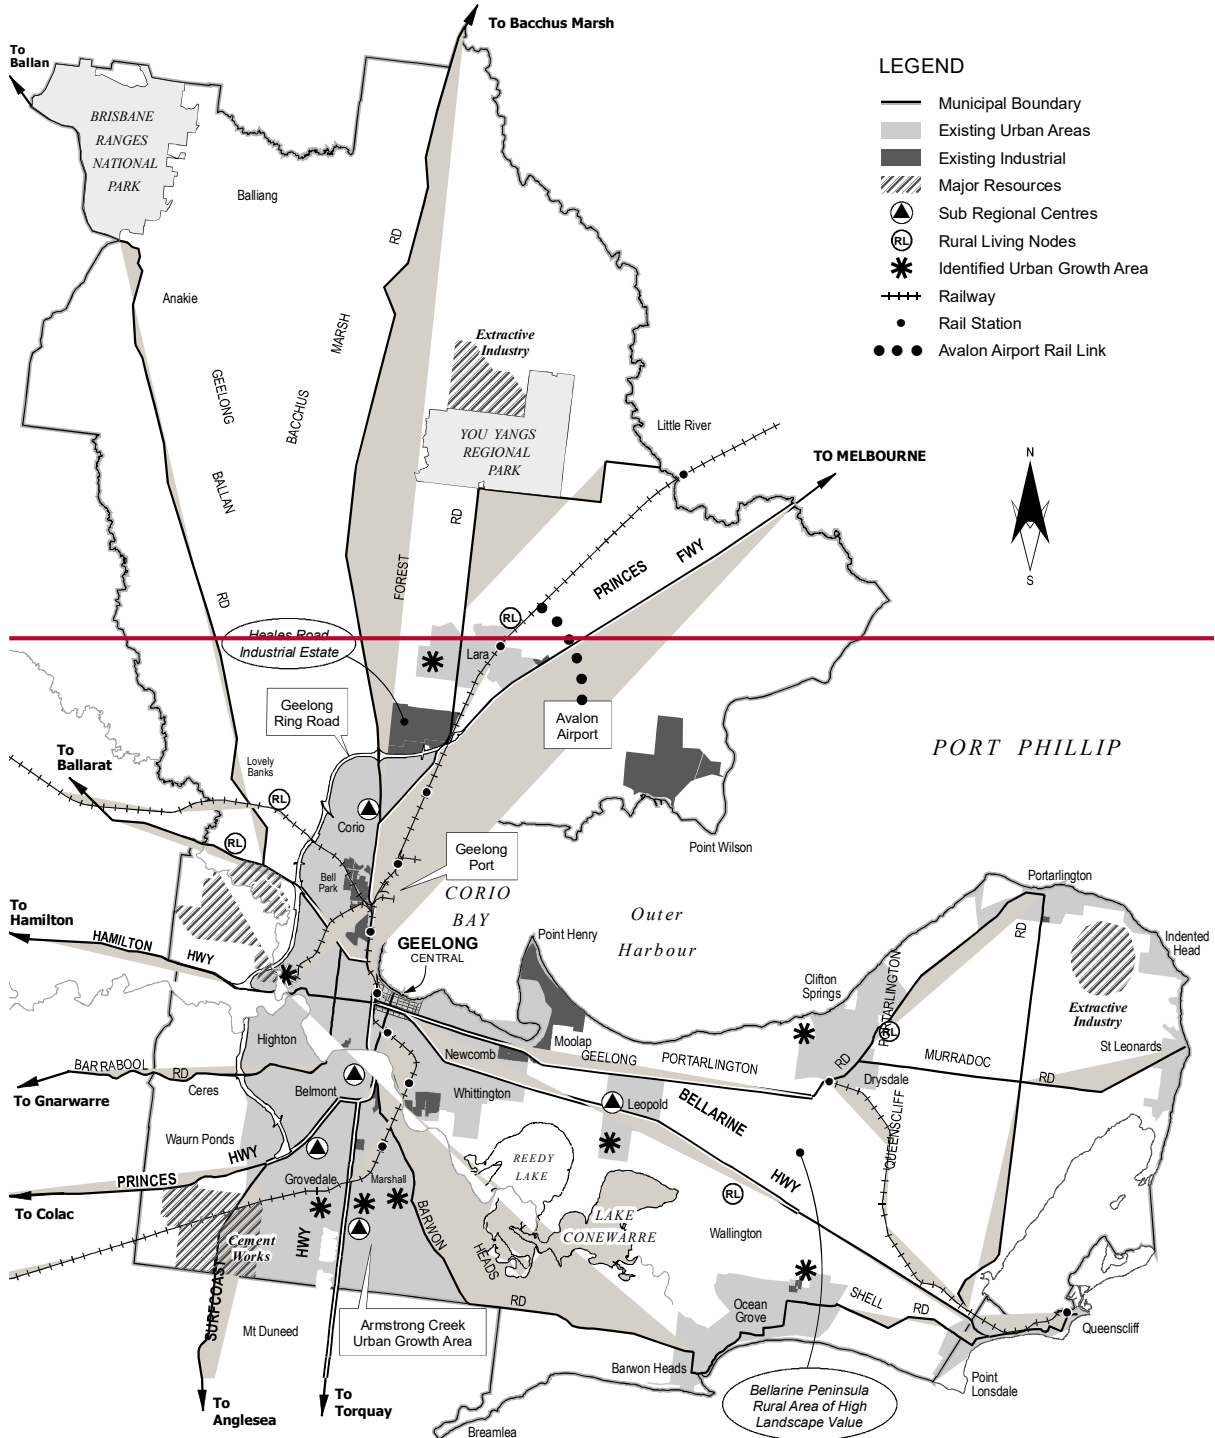 To Bacchus Marsh
To
Ballan
LEGEND
Municipal Boundary
Existing Urban Areas
Existing Industrial
Major Resources
Sub Regional Centres
RL
Rural Living Nodes
Identified Urban Growth Area
Railway
Rail Station
Avalon Airport Rail Link
BRISBANE
RANGES
NATIONAL
PARK
Balliang
RD
Anakie
MARSH
BACCHUS
GEELONG
BALLAN
RD
Extractive
Industry
YOU YANGS
REGIONAL
PARK
Little River
TO MELBOURNE
N
S
RD
FOREST
PRINCES
FWY
RL
Heales Road
Industrial Estate
Lara
Geelong
Ring Road
Avalon
Airport
PORT PHILLIP
To
Ballarat
Lovely
Banks
RL
Corio
RL
Point Wilson
Geelong
Port
Bell
Park
CORIO
BAY
Outer
Harbour
Portarlington
To
Hamilton
HAMILTON
HWY
GEELONG
CENTRAL
Point Henry
RD
Indented
Head
Clifton
Springs
PORTARLINGTON
RL
Extractive
Industry
Highton
Moolap
Newcomb
GEELONG
PORTARLINGTON
RD
MURRADOC
RD
St Leonards
BARRABOOL
RD
Ceres
To Gnarwarre
Belmont
Whittington
Leopold
BELLARINE
HWY
Drysdale
QUEENSCLIFF
Waurn Ponds
HWY
PRINCES
To Colac
Grovedale
Marshall
REEDY
LAKE
LAKE
CONEWARRE
RL
Wallington
BARWON
HEADS
RD
Cement
Works
HWY
SURFCOAST
Mt Duneed
Armstrong Creek
Urban Growth Area
Ocean
Grove
SHELL
RD
Queenscliff
Barwon Heads
Point
Lonsdale
Bellarine Peninsula
Rural Area of High
Landscape Value
To
Anglesea
To
Torquay
Breamlea